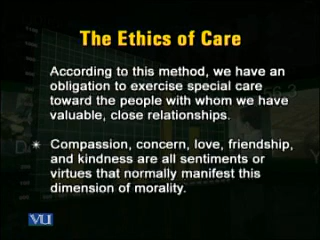 The Ethics of Care
According to this method, we have an
obligation to exercise special care
toward the people with whom we have
valuable, close relationships.
✶ Compassion, concern, love, friendship,
and kindness are all sentiments or
virtues that normally manifest this
dimension of morality.
VU